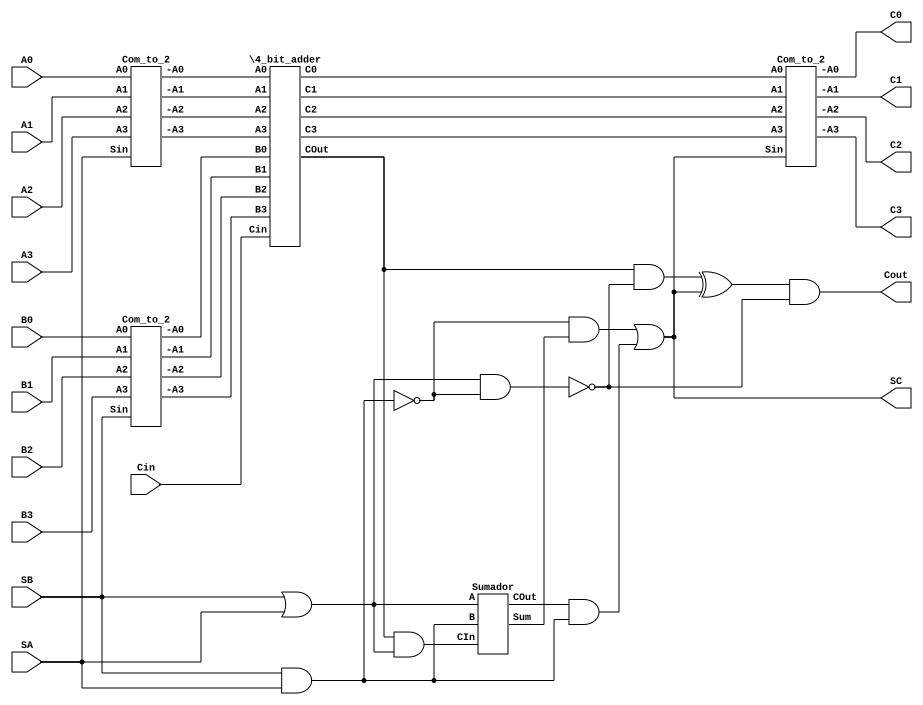 C0
A0
Com_to_2
\4_bit_adder
Com_to_2
A0 -A0
A0 C0
A0 -A0
C1
A1 -A1
A1 C1
A1 -A1
A1
A2 -A2
A2 C2
A2 -A2
A3 -A3
A3 C3
A3 -A3
C2
A2
Sin
B0 COut
Sin
B1
C3
A3
B2
B3
Cin
Cout
B0
Com_to_2
A0 -A0
A1 -A1
B1
A2 -A2
A3 -A3
SC
Sin
B2
Cin
B3
SB
Sumador
A COut
B Sum
CIn
SA